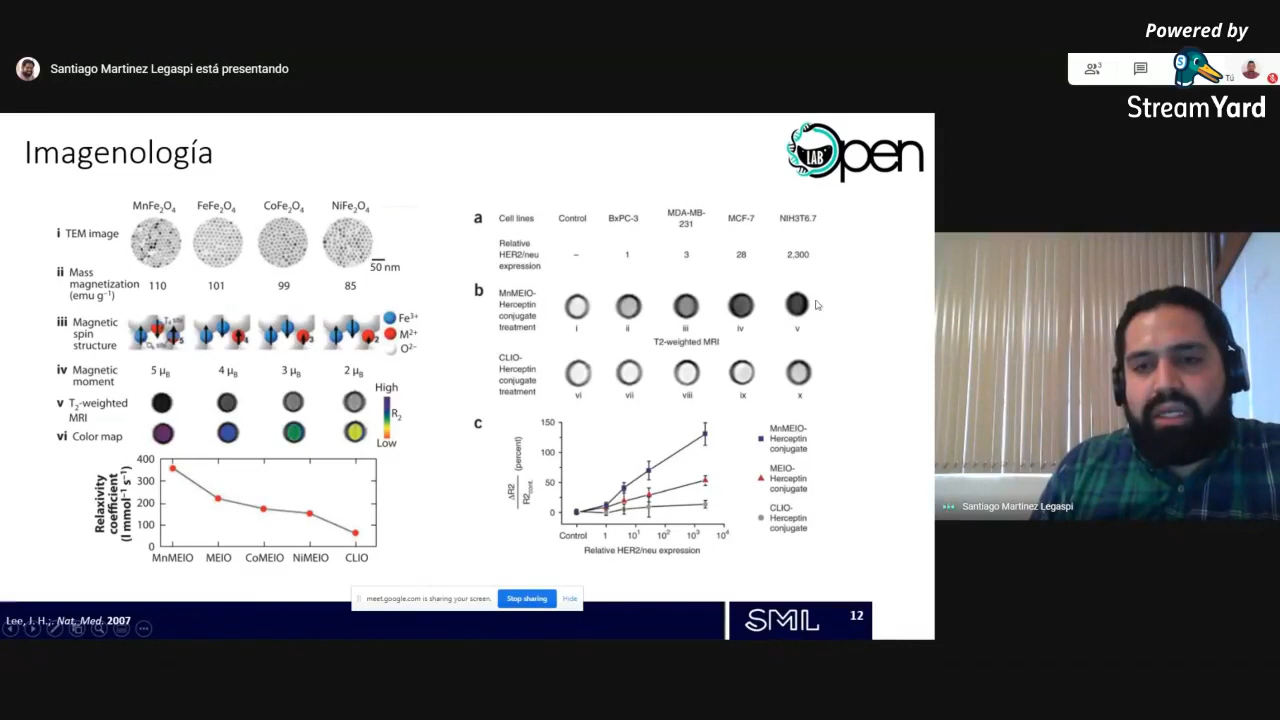 Powered by
StreamYard
Santiago Martinez Legaspi está presentando
3
Tú
Imagenología
LAB
Open
MnFe₂O₄ FeFe₂O₄ CoFe₂O₄ NiFe₂O₄
i TEM image
50 nm
ii Mass magnetization (emu g⁻¹) 110 101 99 85
iii Magnetic spin structure
Fe³⁺
M²⁺
O²⁻
iv Magnetic moment 5 μB 4 μB 3 μB 2 μB
v T₂-weighted MRI
vi Color map
High
R₂
Low
Relaxivity coefficient (l mmol⁻¹ s⁻¹)
400
300
200
100
0
MnMEIO MEIO CoMEIO NiMEIO CLIO
a Cell lines Control BxPC-3 MDA-MB-231 MCF-7 NIH3T6.7
Relative HER2/neu expression – 1 3 28 2,300
b MnMEIO-Herceptin conjugate treatment
i ii iii iv v
T2-weighted MRI
CLIO-Herceptin conjugate treatment
vi vii viii ix x
c
ΔR2 / R2cont. (percent)
150
100
50
0
Control 1 10¹ 10² 10³ 10⁴
Relative HER2/neu expression
MnMEIO-Herceptin conjugate
MEIO-Herceptin conjugate
CLIO-Herceptin conjugate
meet.google.com is sharing your screen. Stop sharing Hide
Lee, J. H.; Nat. Med. 2007
SML
12
Santiago Martinez Legaspi